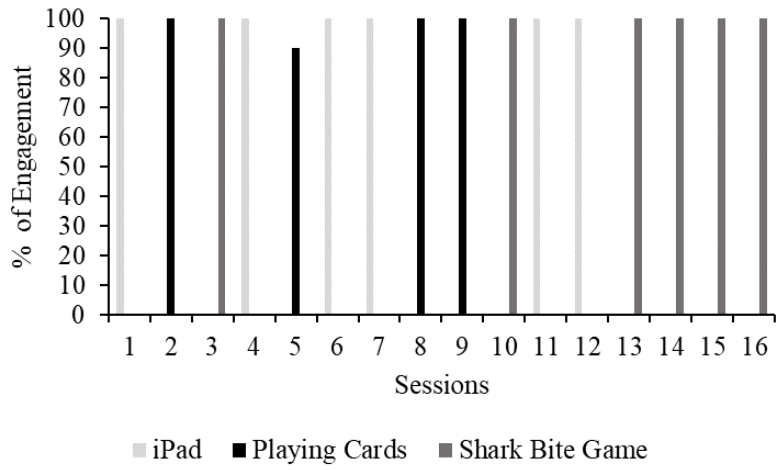 100
90
80
70
60
50
40
30
20
10
0
% of Engagement
1 2 3 4 5 6 7 8 9 10 11 12 13 14 15 16
Sessions
iPad Playing Cards Shark Bite Game